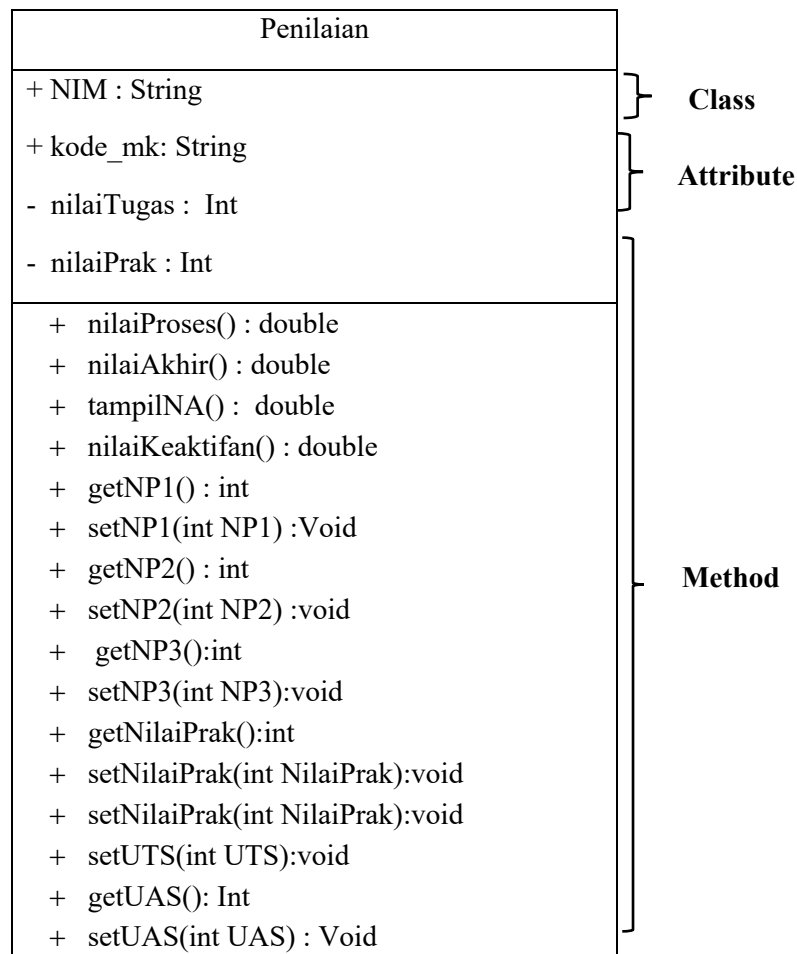 Penilaian
+ NIM : String
Class
+ kode_mk: String
Attribute
- nilaiTugas : Int
- nilaiPrak : Int
+ nilaiProses() : double
+ nilaiAkhir() : double
+ tampilNA() : double
+ nilaiKeaktifan() : double
+ getNP1() : int
+ setNP1(int NP1) :Void
+ getNP2() : int
+ setNP2(int NP2) :void
Method
+ getNP3():int
+ setNP3(int NP3):void
+ getNilaiPrak():int
+ setNilaiPrak(int NilaiPrak):void
+ setNilaiPrak(int NilaiPrak):void
+ setUTS(int UTS):void
+ getUAS(): Int
+ setUAS(int UAS) : Void